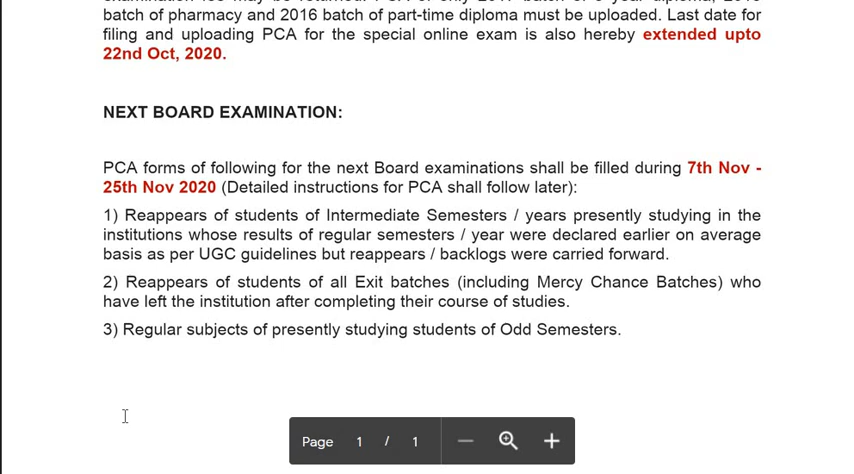 batch of pharmacy and 2016 batch of part-time diploma must be uploaded. Last date for
filing and uploading PCA for the special online exam is also hereby extended upto
22nd Oct, 2020.
NEXT BOARD EXAMINATION:
PCA forms of following for the next Board examinations shall be filled during 7th Nov -
25th Nov 2020 (Detailed instructions for PCA shall follow later):
1) Reappears of students of Intermediate Semesters / years presently studying in the
institutions whose results of regular semesters / year were declared earlier on average
basis as per UGC guidelines but reappears / backlogs were carried forward.
2) Reappears of students of all Exit batches (including Mercy Chance Batches) who
have left the institution after completing their course of studies.
3) Regular subjects of presently studying students of Odd Semesters.
Page 1 / 1